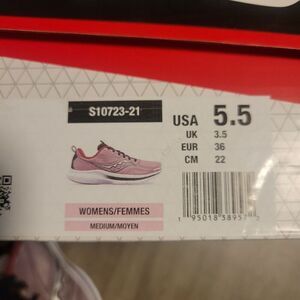 S10723-21
USA 5.5
UK 3.5
EUR 36
CM 22
WOMENS/FEMMES
MEDIUM/MOYEN